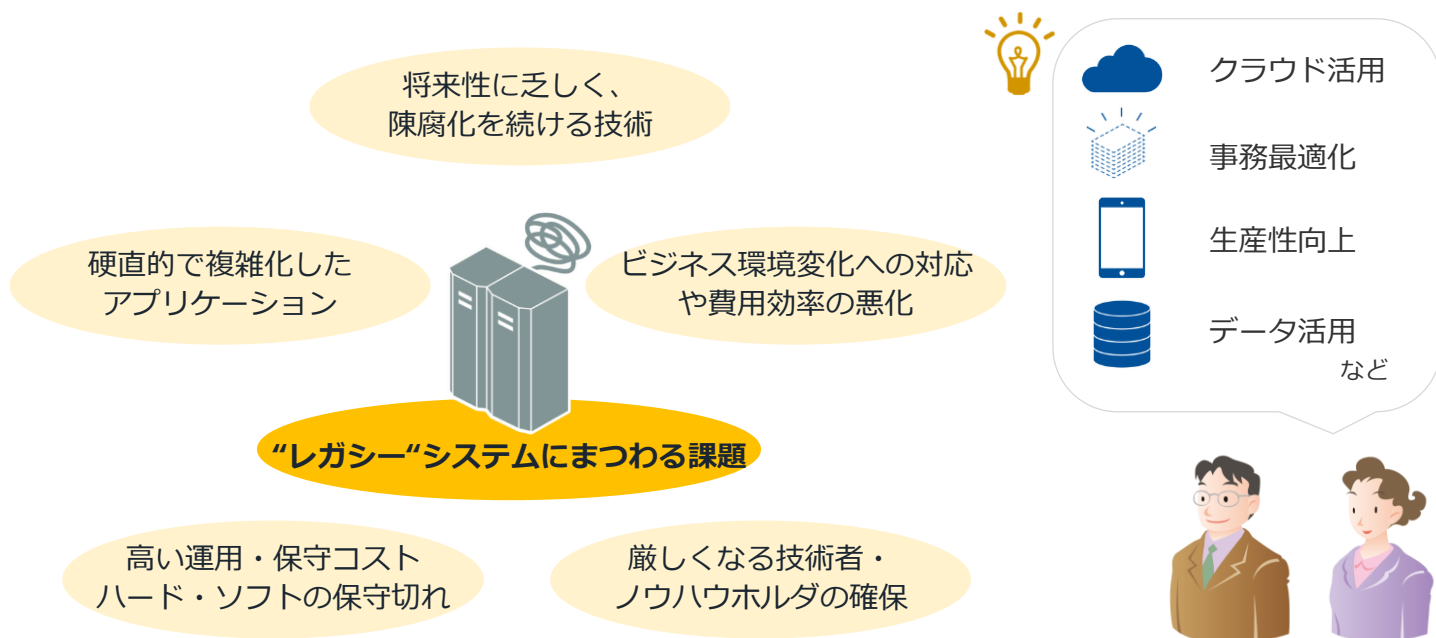 将来性に乏しく、
陳腐化を続ける技術
硬直的で複雑化した
アプリケーション
ビジネス環境変化への対応
や費用効率の悪化
“レガシー“システムにまつわる課題
高い運用・保守コスト
ハード・ソフトの保守切れ
厳しくなる技術者・
ノウハウホルダの確保
クラウド活用
事務最適化
生産性向上
データ活用
など